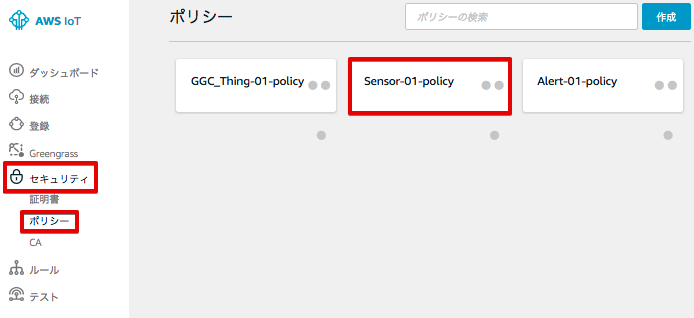 AWS IoT
ダッシュボード
接続
登録
Greengrass
セキュリティ
証明書
ポリシー
CA
ルール
テスト
ポリシー
ポリシーの検索
作成
GGC_Thing-01-policy
Sensor-01-policy
Alert-01-policy